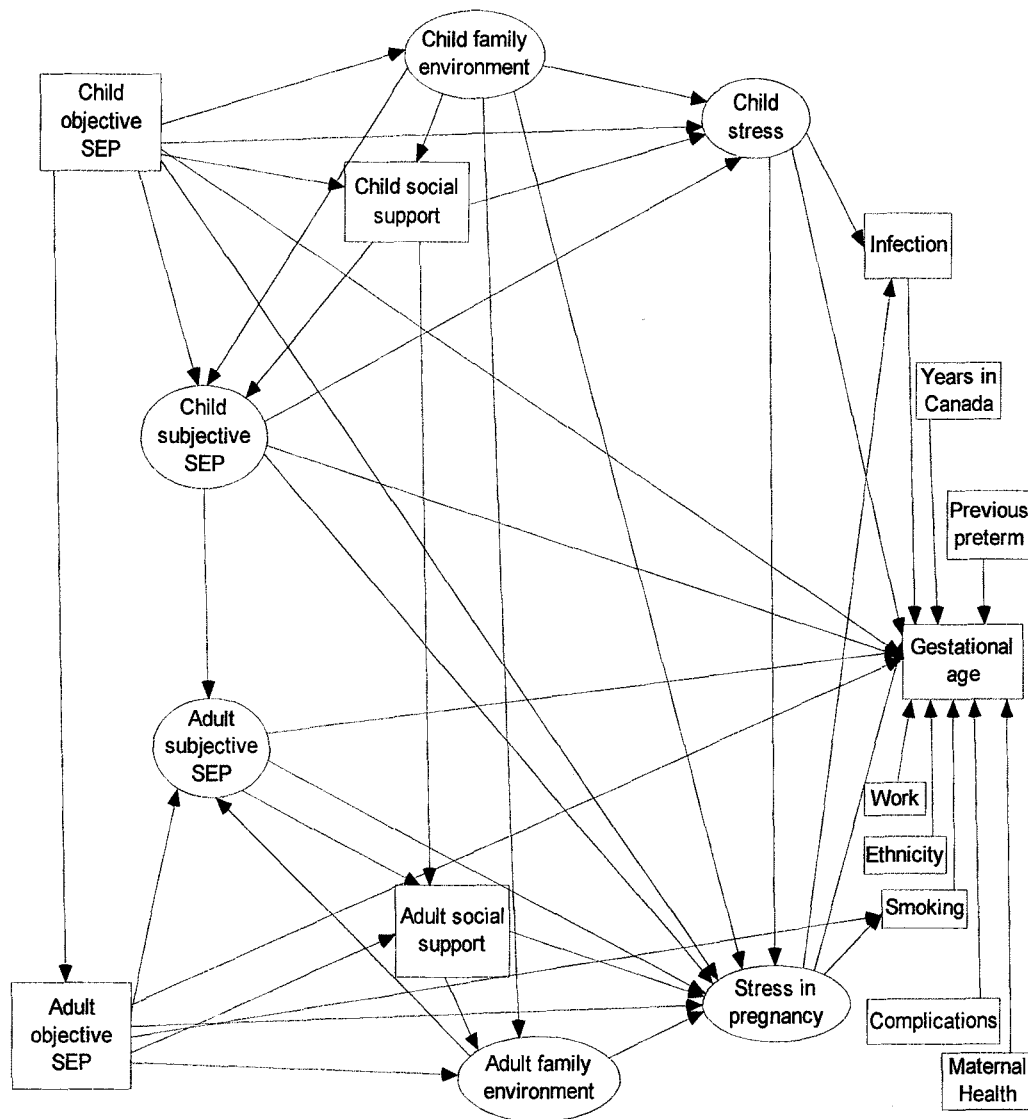 Child family
environment
Child
objective
SEP
Child
stress
Child social
support
Infection
Years in
Canada
Child
subjective
SEP
Previous
preterm
Gestational
age
Adult
subjective
SEP
Work
Ethnicity
Smoking
Adult social
support
Stress in
pregnancy
Adult
objective
SEP
Complications
Adult family
environment
Maternal
Health